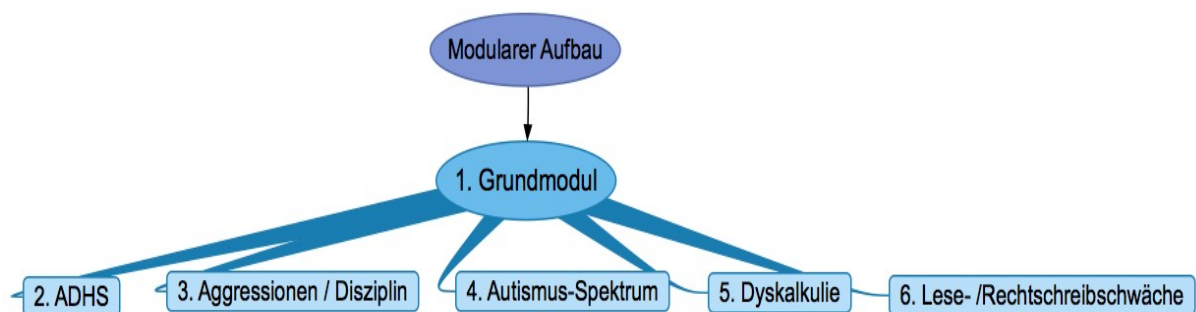 Modularer Aufbau
1. Grundmodul
2. ADHS
3. Aggressionen / Disziplin
4. Autismus-Spektrum
5. Dyskalkulie
6. Lese- /Rechtschreibschwäche